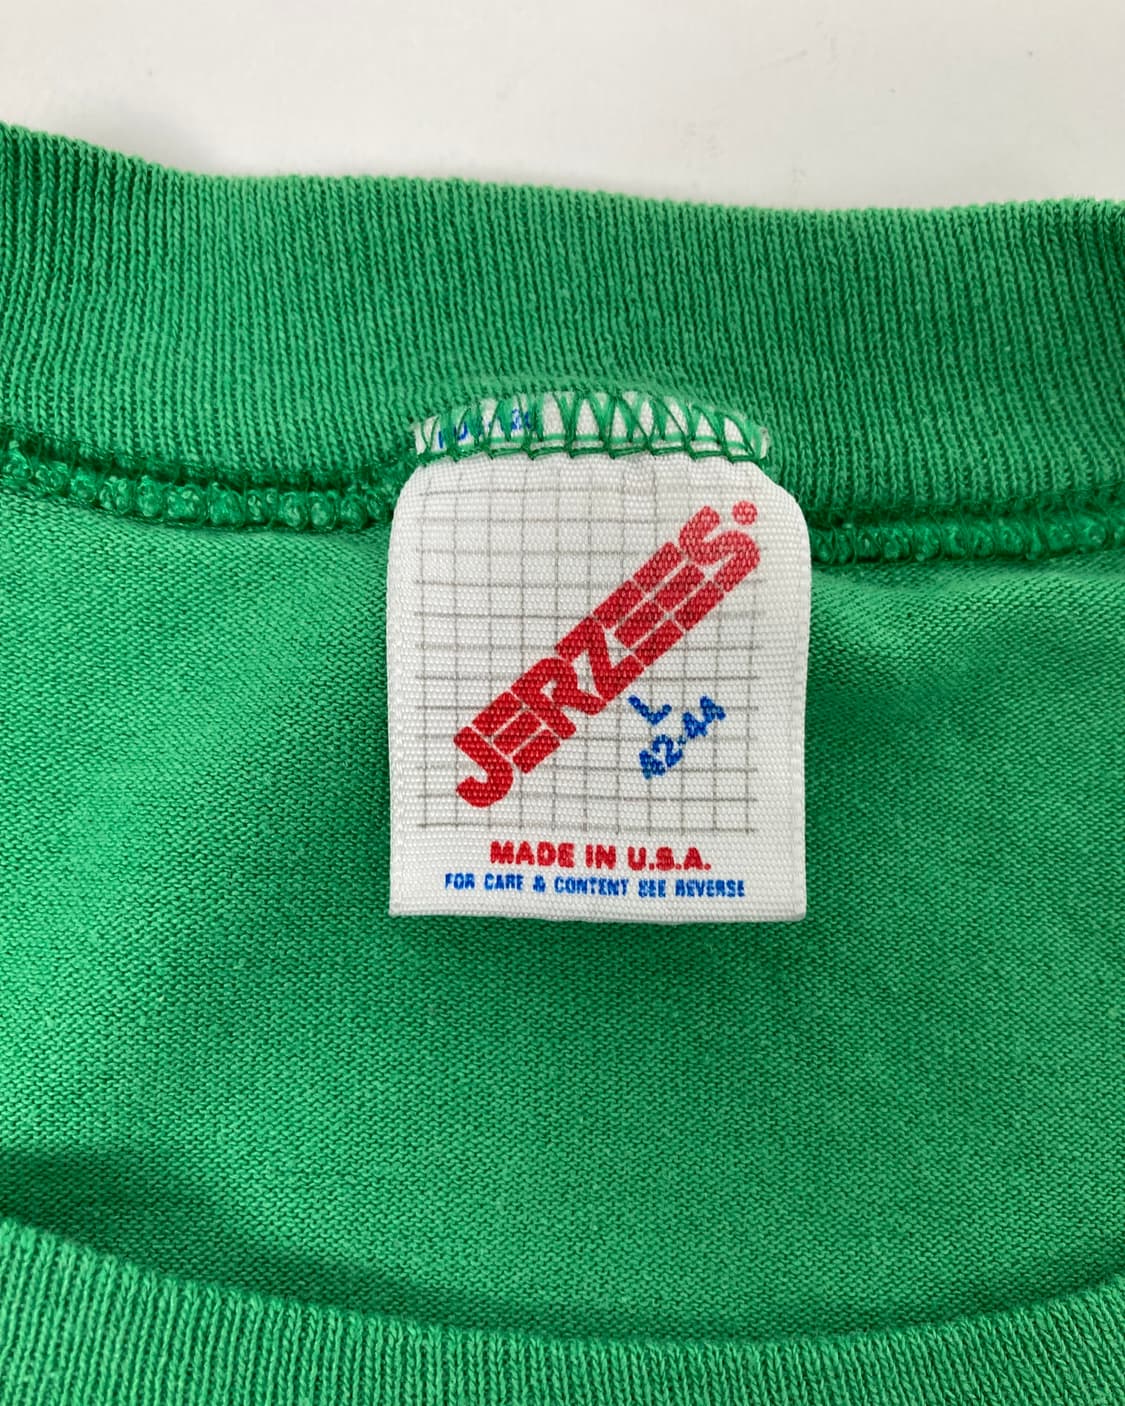 JERZEES
L
42-44
MADE IN U.S.A.
FOR CARE & CONTENT SEE REVERSE